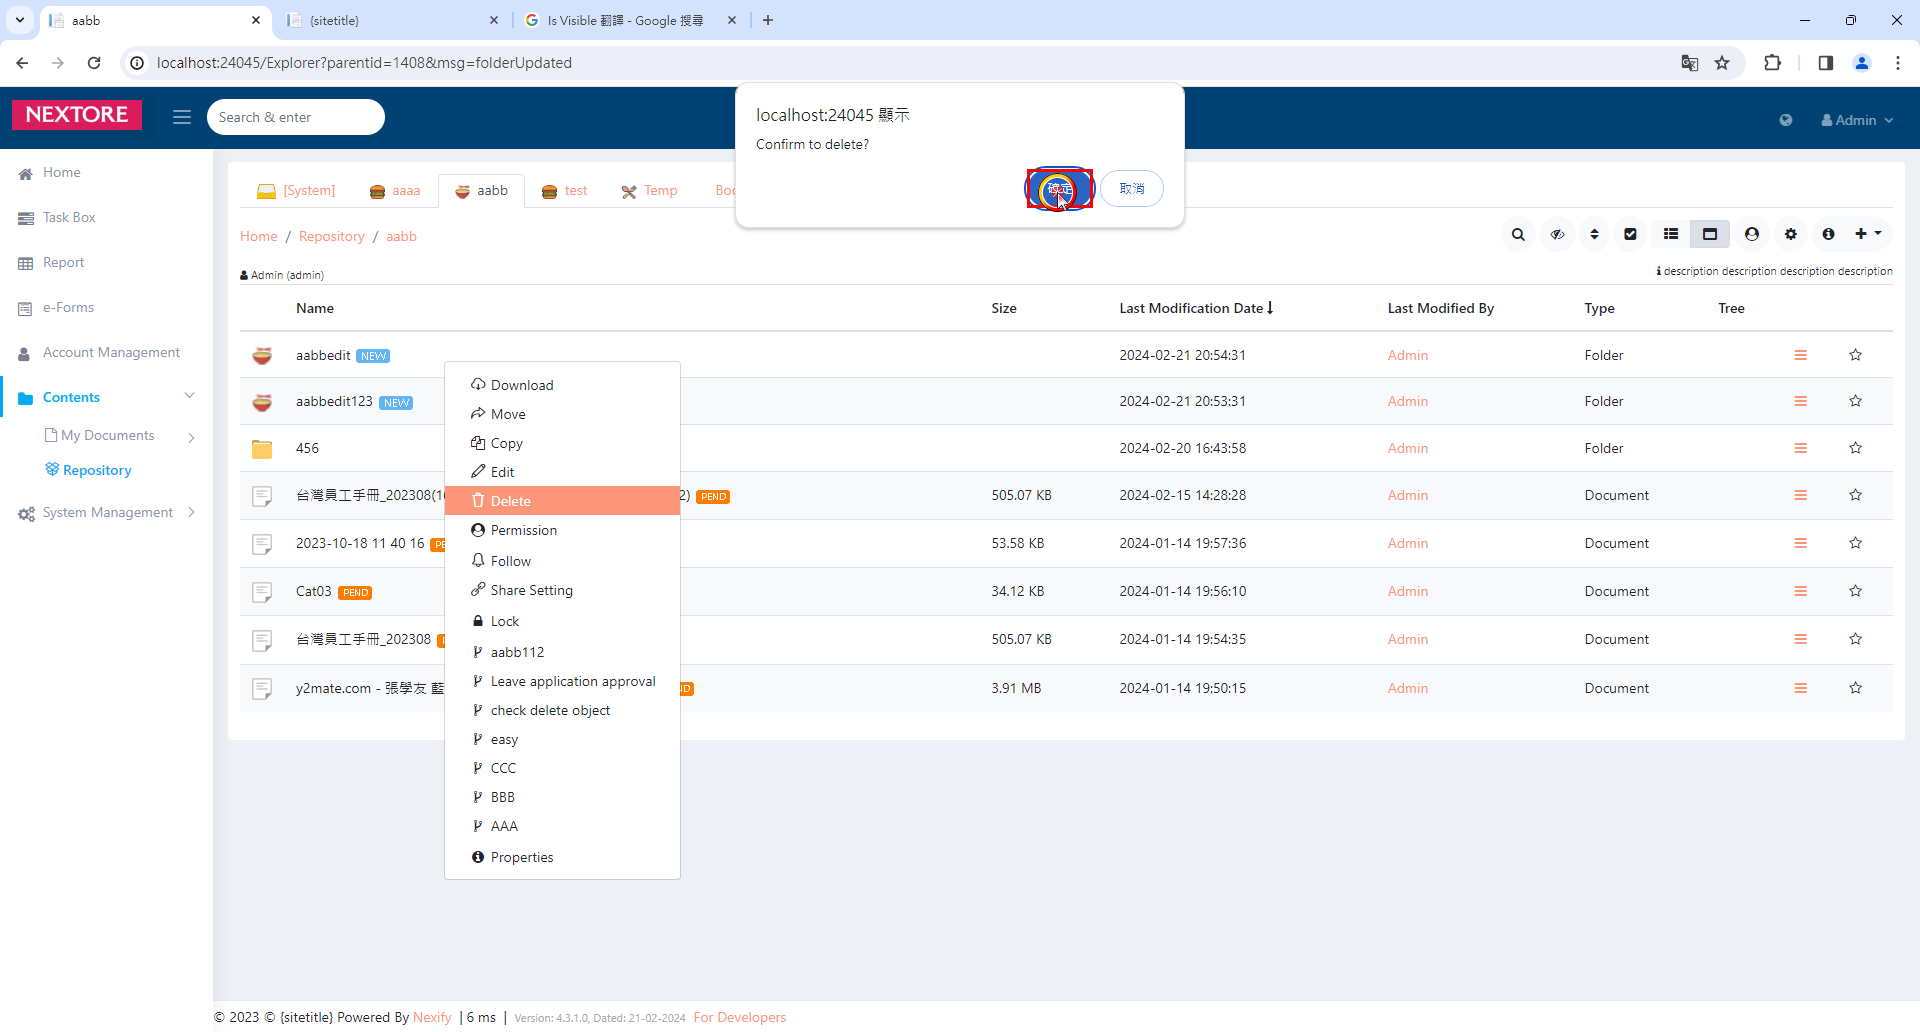 aabb
{sitetitle}
Is Visible 翻譯 - Google 搜尋
localhost:24045/Explorer?parentid=1408&msg=folderUpdated
NEXTORE
Search & enter
Admin
localhost:24045 顯示
Confirm to delete?
確定
取消
Home
Task Box
Report
e-Forms
Account Management
Contents
My Documents
Repository
System Management
[System]
aaaa
aabb
test
Temp
Home / Repository / aabb
Admin (admin)
description description description description
Name Size Last Modification Date Last Modified By Type Tree
aabbedit NEW 2024-02-21 20:54:31 Admin Folder
aabbedit123 NEW 2024-02-21 20:53:31 Admin Folder
456 2024-02-20 16:43:58 Admin Folder
台灣員工手冊_202308(1 2) PEND 505.07 KB 2024-02-15 14:28:28 Admin Document
2023-10-18 11 40 16 53.58 KB 2024-01-14 19:57:36 Admin Document
Cat03 PEND 34.12 KB 2024-01-14 19:56:10 Admin Document
台灣員工手冊_202308 505.07 KB 2024-01-14 19:54:35 Admin Document
y2mate.com - 張學友 藍 3.91 MB 2024-01-14 19:50:15 Admin Document
Download
Move
Copy
Edit
Delete
Permission
Follow
Share Setting
Lock
aabb112
Leave application approval
check delete object
easy
CCC
BBB
AAA
Properties
© 2023 © {sitetitle} Powered By Nexify | 6 ms | Version: 4.3.1.0, Dated: 21-02-2024 For Developers